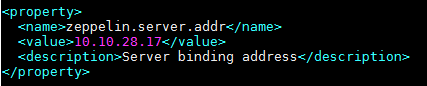 <property>
  <name>zeppelin.server.addr</name>
  <value>10.10.28.17</value>
  <description>Server binding address</description>
</property>